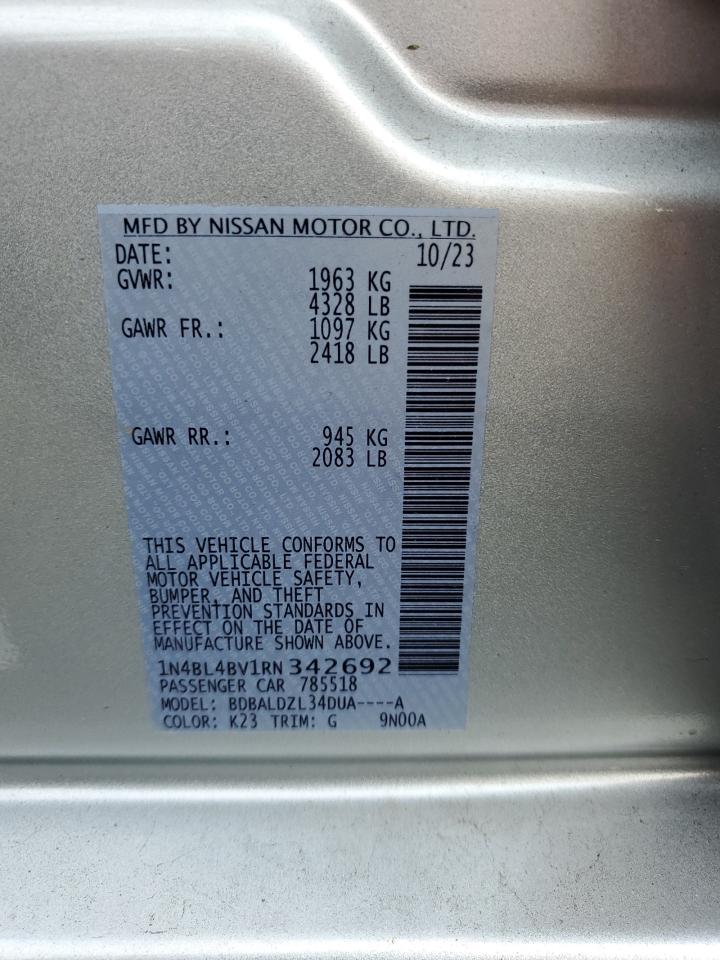 MFD BY NISSAN MOTOR CO., LTD.
DATE: 10/23
GVWR: 1963 KG
4328 LB
GAWR FR.: 1097 KG
2418 LB
GAWR RR.: 945 KG
2083 LB
THIS VEHICLE CONFORMS TO
ALL APPLICABLE FEDERAL
MOTOR VEHICLE SAFETY,
BUMPER, AND THEFT
PREVENTION STANDARDS IN
EFFECT ON THE DATE OF
MANUFACTURE SHOWN ABOVE.
1N4BL4BV1RN342692
PASSENGER CAR 785518
MODEL: BDBALDZL34DUA----A
COLOR: K23 TRIM: G 9N00A